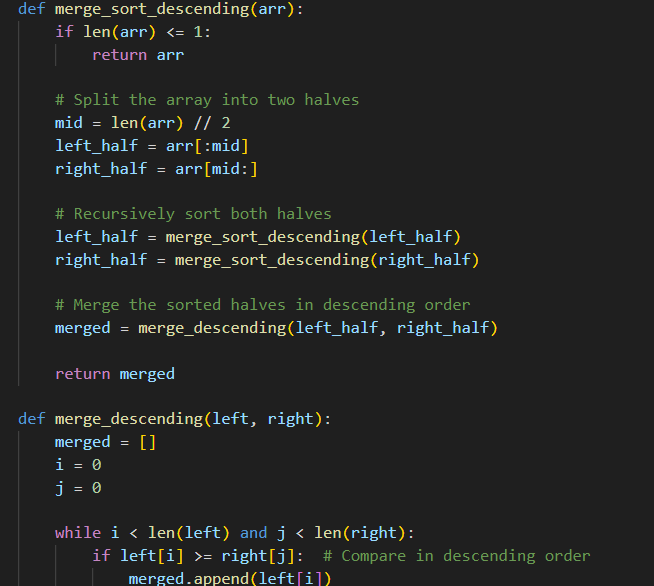 def merge_sort_descending(arr):
    if len(arr) <= 1:
        return arr

    # Split the array into two halves
    mid = len(arr) // 2
    left_half = arr[:mid]
    right_half = arr[mid:]

    # Recursively sort both halves
    left_half = merge_sort_descending(left_half)
    right_half = merge_sort_descending(right_half)

    # Merge the sorted halves in descending order
    merged = merge_descending(left_half, right_half)

    return merged

def merge_descending(left, right):
    merged = []
    i = 0
    j = 0

    while i < len(left) and j < len(right):
        if left[i] >= right[j]:  # Compare in descending order
            merged.append(left[i])